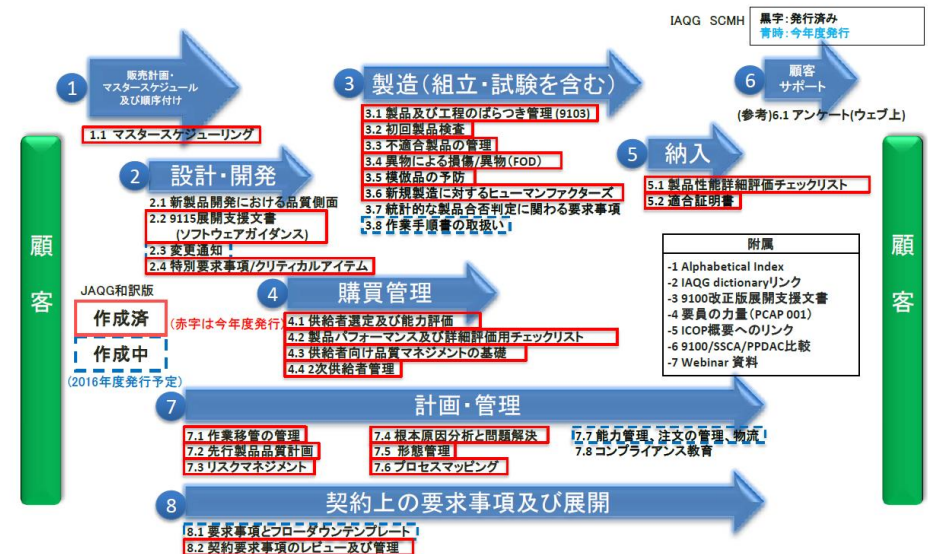 IAQG SCMH
黒字:発行済み
青時:今年度発行
1
販売計画・
マスタースケジュール
及び順序付け
1.1 マスタースケジューリング
2
設計・開発
2.1 新製品開発における品質側面
2.2 9115展開支援文書
(ソフトウェアガイダンス)
2.3 変更通知
2.4 特別要求事項/クリティカルアイテム
3
製造(組立・試験を含む)
3.1 製品及び工程のばらつき管理(9103)
3.2 初回製品検査
3.3 不適合製品の管理
3.4 異物による損傷/異物(FOD)
3.5 模倣品の予防
3.6 新規製造に対するヒューマンファクターズ
3.7 統計的な製品合否判定に関わる要求事項
3.8 作業手順書の取扱い
6
顧客
サポート
(参考)6.1 アンケート(ウェブ上)
5
納入
5.1 製品性能詳細評価チェックリスト
5.2 適合証明書
顧客
顧客
附属
-1 Alphabetical Index
-2 IAQG dictionaryリンク
-3 9100改正版展開支援文書
-4 要員の力量(PCAP 001)
-5 ICOP概要へのリンク
-6 9100/SSCA/PPDAC比較
-7 Webinar 資料
JAQG和訳版
作成済
(赤字は今年度発行)
作成中
(2016年度発行予定)
4
購買管理
4.1 供給者選定及び能力評価
4.2 製品パフォーマンス及び詳細評価用チェックリスト
4.3 供給者向け品質マネジメントの基礎
4.4 2次供給者管理
7
計画・管理
7.1 作業移管の管理
7.2 先行製品品質計画
7.3 リスクマネジメント
7.4 根本原因分析と問題解決
7.5 形態管理
7.6 プロセスマッピング
7.7 能力管理、注文の管理、物流
7.8 コンプライアンス教育
8
契約上の要求事項及び展開
8.1 要求事項とフローダウンテンプレート
8.2 契約要求事項のレビュー及び管理